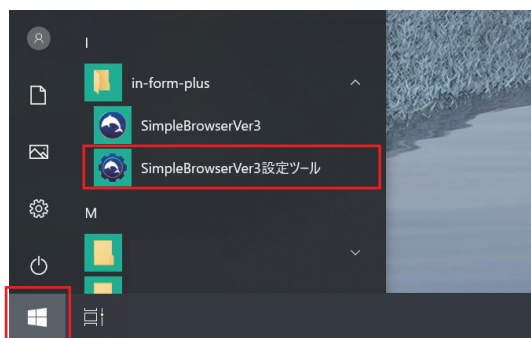 I
in-form-plus
SimpleBrowserVer3
SimpleBrowserVer3設定ツール
M